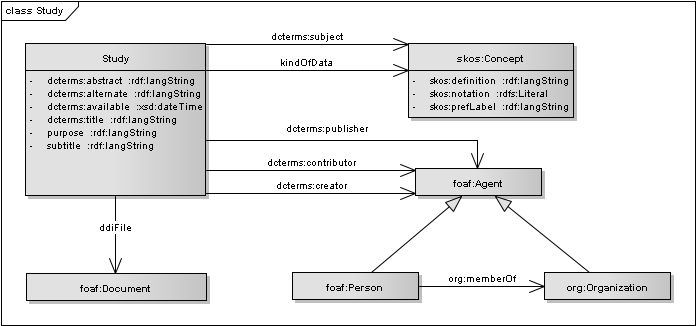 class Study
Study
- dcterms:abstract :rdf:langString
- dcterms:alternate :rdf:langString
- dcterms:available :xsd:dateTime
- dcterms:title :rdf:langString
- purpose :rdf:langString
- subtitle :rdf:langString
dcterms:subject
kindOfData
skos:Concept
- skos:definition :rdf:langString
- skos:notation :rdfs:Literal
- skos:prefLabel :rdf:langString
dcterms:publisher
dcterms:contributor
dcterms:creator
foaf:Agent
ddiFile
foaf:Document
foaf:Person
org:memberOf
org:Organization